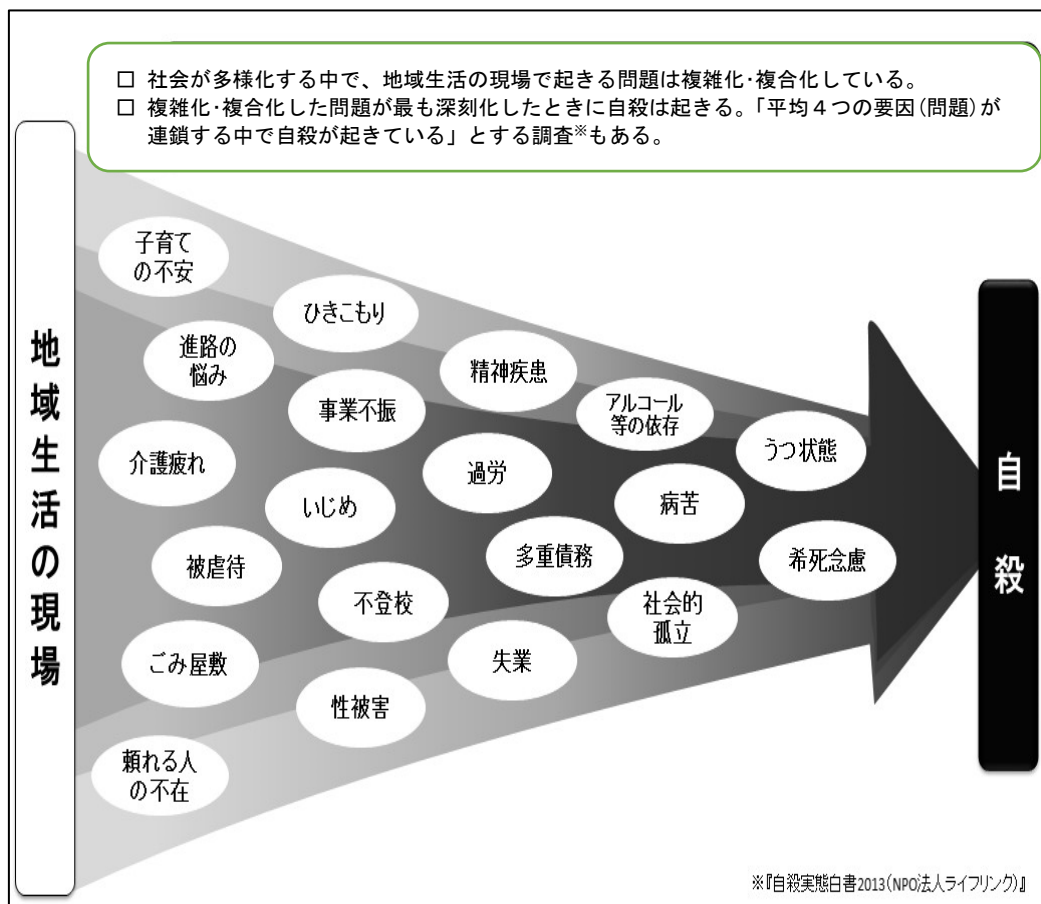 □ 社会が多様化する中で、地域生活の現場で起きる問題は複雑化･複合化している。
□ 複雑化･複合化した問題が最も深刻化したときに自殺は起きる。「平均４つの要因(問題)が
連鎖する中で自殺が起きている」とする調査※もある。
地域生活の現場
子育て
の不安
ひきこもり
進路の
悩み
精神疾患
事業不振
アルコール
等の依存
うつ状態
介護疲れ
過労
いじめ
病苦
被虐待
多重債務
希死念慮
不登校
社会的
孤立
ごみ屋敷
失業
性被害
頼れる人
の不在
自殺
※『自殺実態白書2013(NPO法人ライフリンク)』